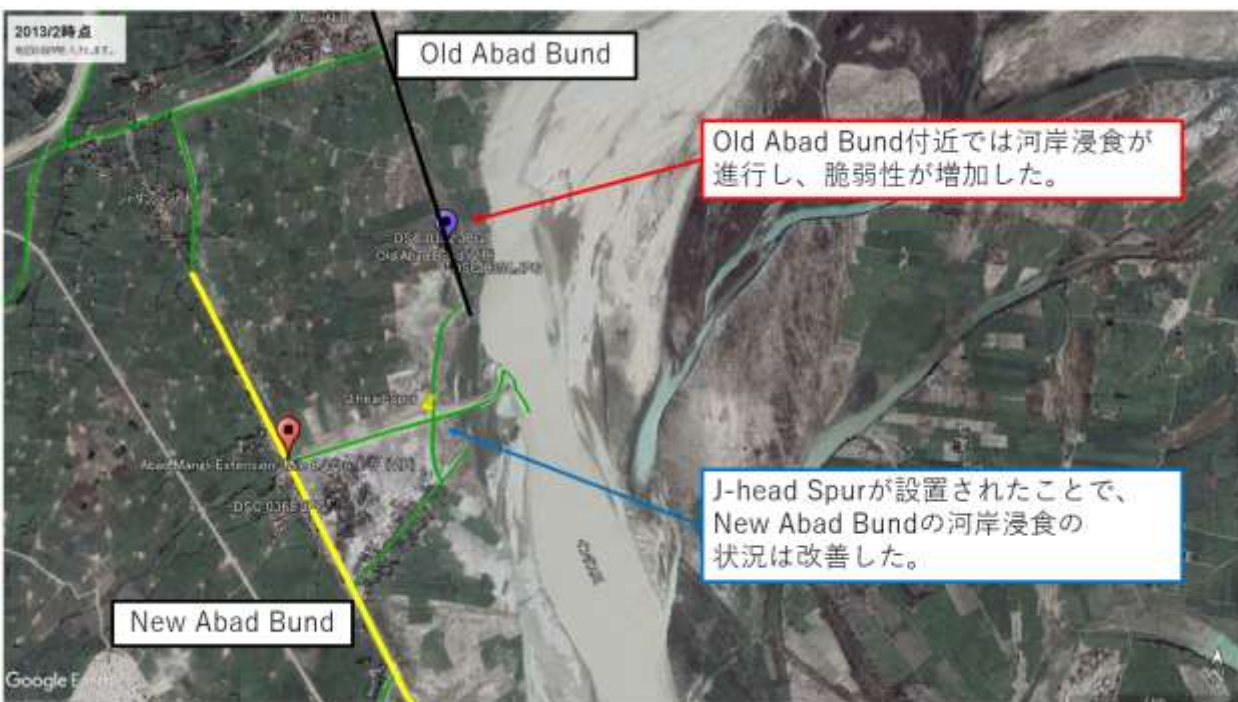 2013/2時点
Old Abad Bund
Old Abad Bund付近では河岸浸食が
進行し、脆弱性が増加した。
J-head Spur
J-head Spurが設置されたことで、
New Abad Bundの河岸浸食の
状況は改善した。
New Abad Bund
Google Earth